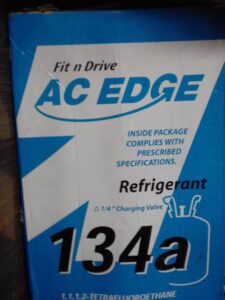 Fit n Drive
AC EDGE
INSIDE PACKAGE
COMPLIES WITH
PRESCRIBED
SPECIFICATIONS.
Refrigerant
1/4" Charging Valve
134a
1,1,1,2-TETRAFLUOROETHANE